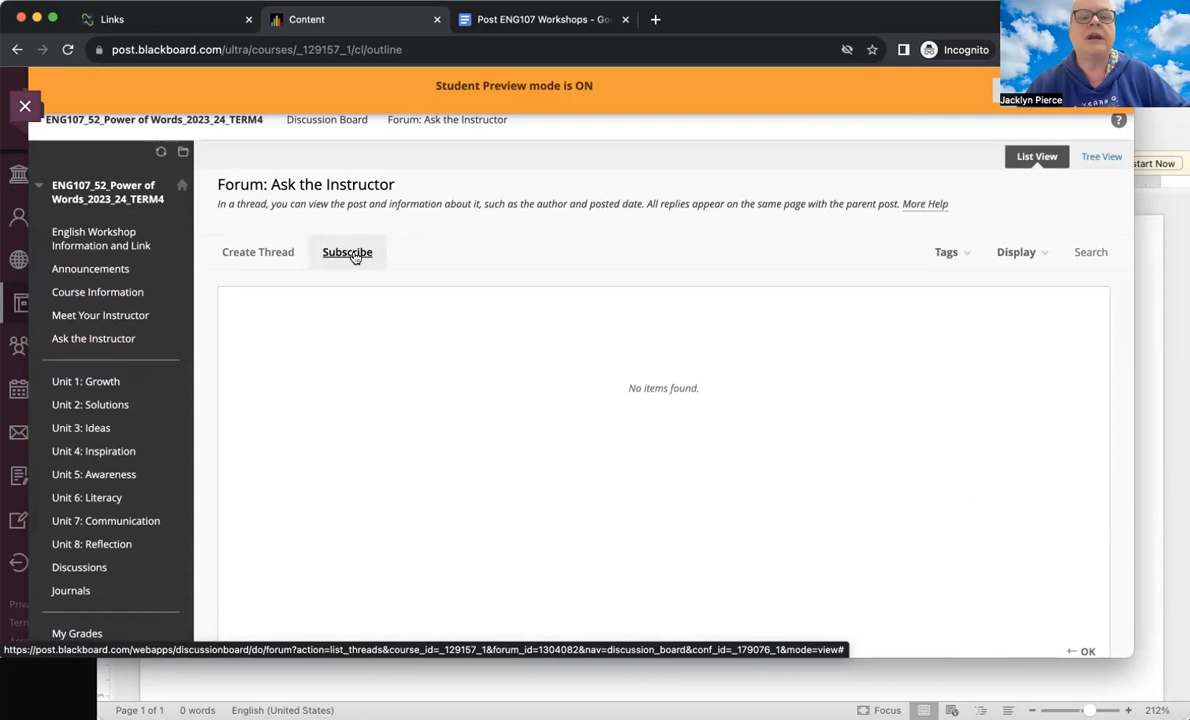 Links
Content
Post ENG107 Workshops - Go
post.blackboard.com/ultra/courses/_129157_1/cl/outline
Incognito
Jacklyn Pierce
Student Preview mode is ON
ENG107_52_Power of Words_2023_24_TERM4
Discussion Board
Forum: Ask the Instructor
?
List View
Tree View
tart Now
ENG107_52_Power of
Words_2023_24_TERM4
Forum: Ask the Instructor
In a thread, you can view the post and information about it, such as the author and posted date. All replies appear on the same page with the parent post. More Help
Create Thread
Subscribe
Tags
Display
Search
English Workshop
Information and Link
Announcements
Course Information
Meet Your Instructor
Ask the Instructor
Unit 1: Growth
Unit 2: Solutions
Unit 3: Ideas
Unit 4: Inspiration
Unit 5: Awareness
Unit 6: Literacy
Unit 7: Communication
Unit 8: Reflection
Discussions
Journals
My Grades
No items found.
Priva
Term
https://post.blackboard.com/webapps/discussionboard/do/forum?action=list_threads&course_id=_129157_1&forum_id=1304082&nav=discussion_board&conf_id=_179076_1&mode=view#
OK
Page 1 of 1
0 words
English (United States)
Focus
212%